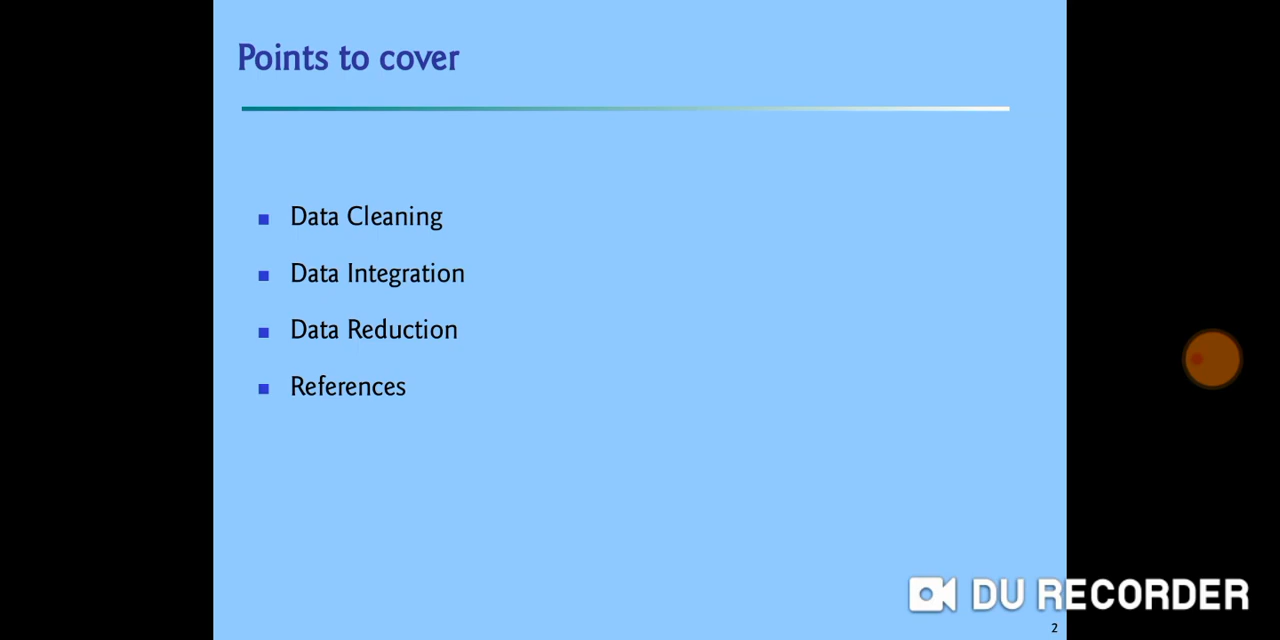 Points to cover
Data Cleaning
Data Integration
Data Reduction
References
DU RECORDER
2